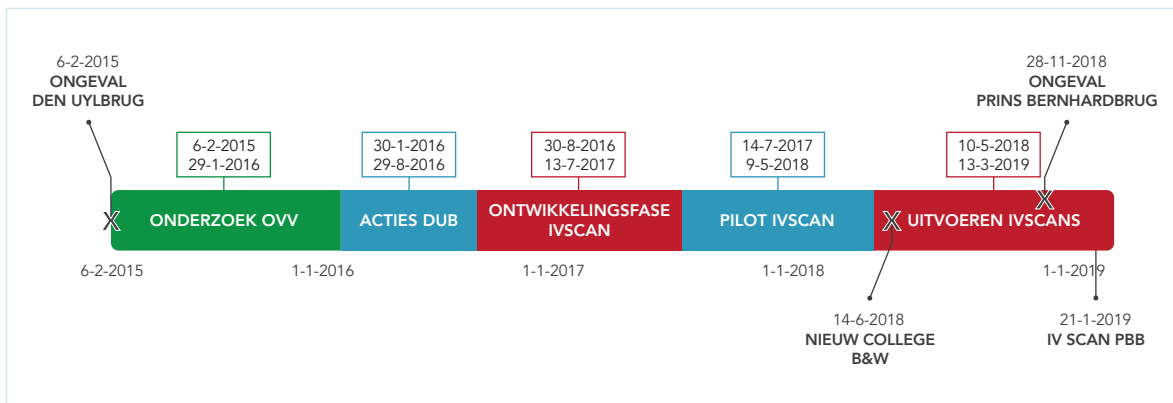 6-2-2015
ONGEVAL
DEN UYLBRUG
28-11-2018
ONGEVAL
PRINS BERNHARDBRUG
6-2-2015
29-1-2016
30-1-2016
29-8-2016
30-8-2016
13-7-2017
14-7-2017
9-5-2018
10-5-2018
13-3-2019
X
ONDERZOEK OVV
ACTIES DUB
ONTWIKKELINGSFASE
IVSCAN
PILOT IVSCAN
X
UITVOEREN IVSCANS
X
6-2-2015
1-1-2016
1-1-2017
1-1-2018
1-1-2019
14-6-2018
NIEUW COLLEGE
B&W
21-1-2019
IV SCAN PBB